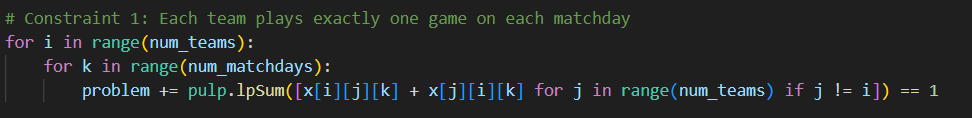 # Constraint 1: Each team plays exactly one game on each matchday
for i in range(num_teams):
    for k in range(num_matchdays):
        problem += pulp.lpSum([x[i][j][k] + x[j][i][k] for j in range(num_teams) if j != i]) == 1